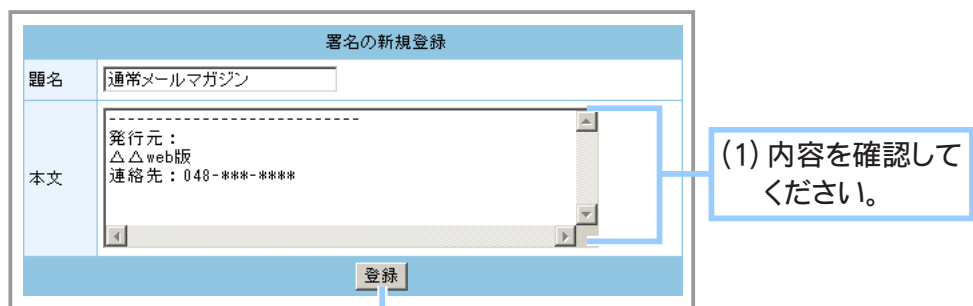 署名の新規登録
題名
通常メールマガジン
本文
---------------------------
発行元：
△△web版
連絡先：048-***-****
登録
(1) 内容を確認して
ください。